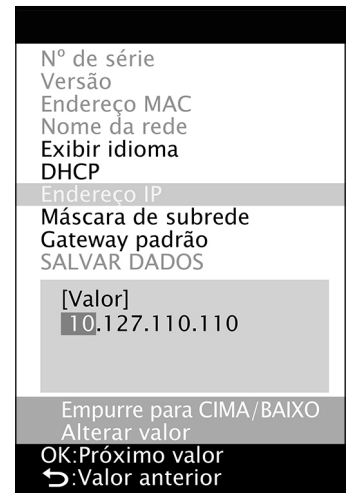 Nº de série
Versão
Endereço MAC
Nome da rede
Exibir idioma
DHCP
Endereço IP
Máscara de subrede
Gateway padrão
SALVAR DADOS
[Valor]
10.127.110.110
Empurre para CIMA/BAIXO
Alterar valor
OK:Próximo valor
⮌:Valor anterior